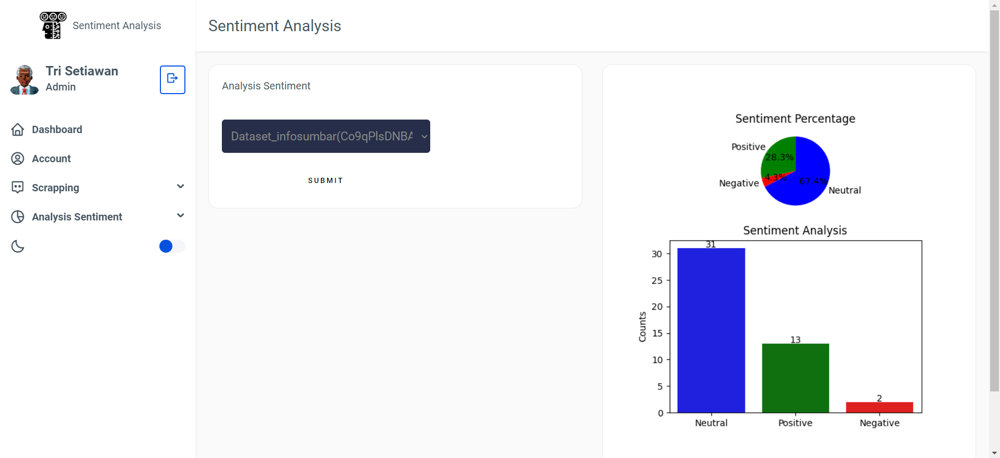 Sentiment Analysis
Tri Setiawan
Admin
Dashboard
Account
Scrapping
Analysis Sentiment
Sentiment Analysis
Analysis Sentiment
Dataset_infosumbar(Co9qPlsDNBA
SUBMIT
Sentiment Percentage
Positive
28.3%
4.3%
Negative
67.4%
Neutral
Sentiment Analysis
31
30
25
20
15
10
5
0
Counts
13
2
Neutral
Positive
Negative